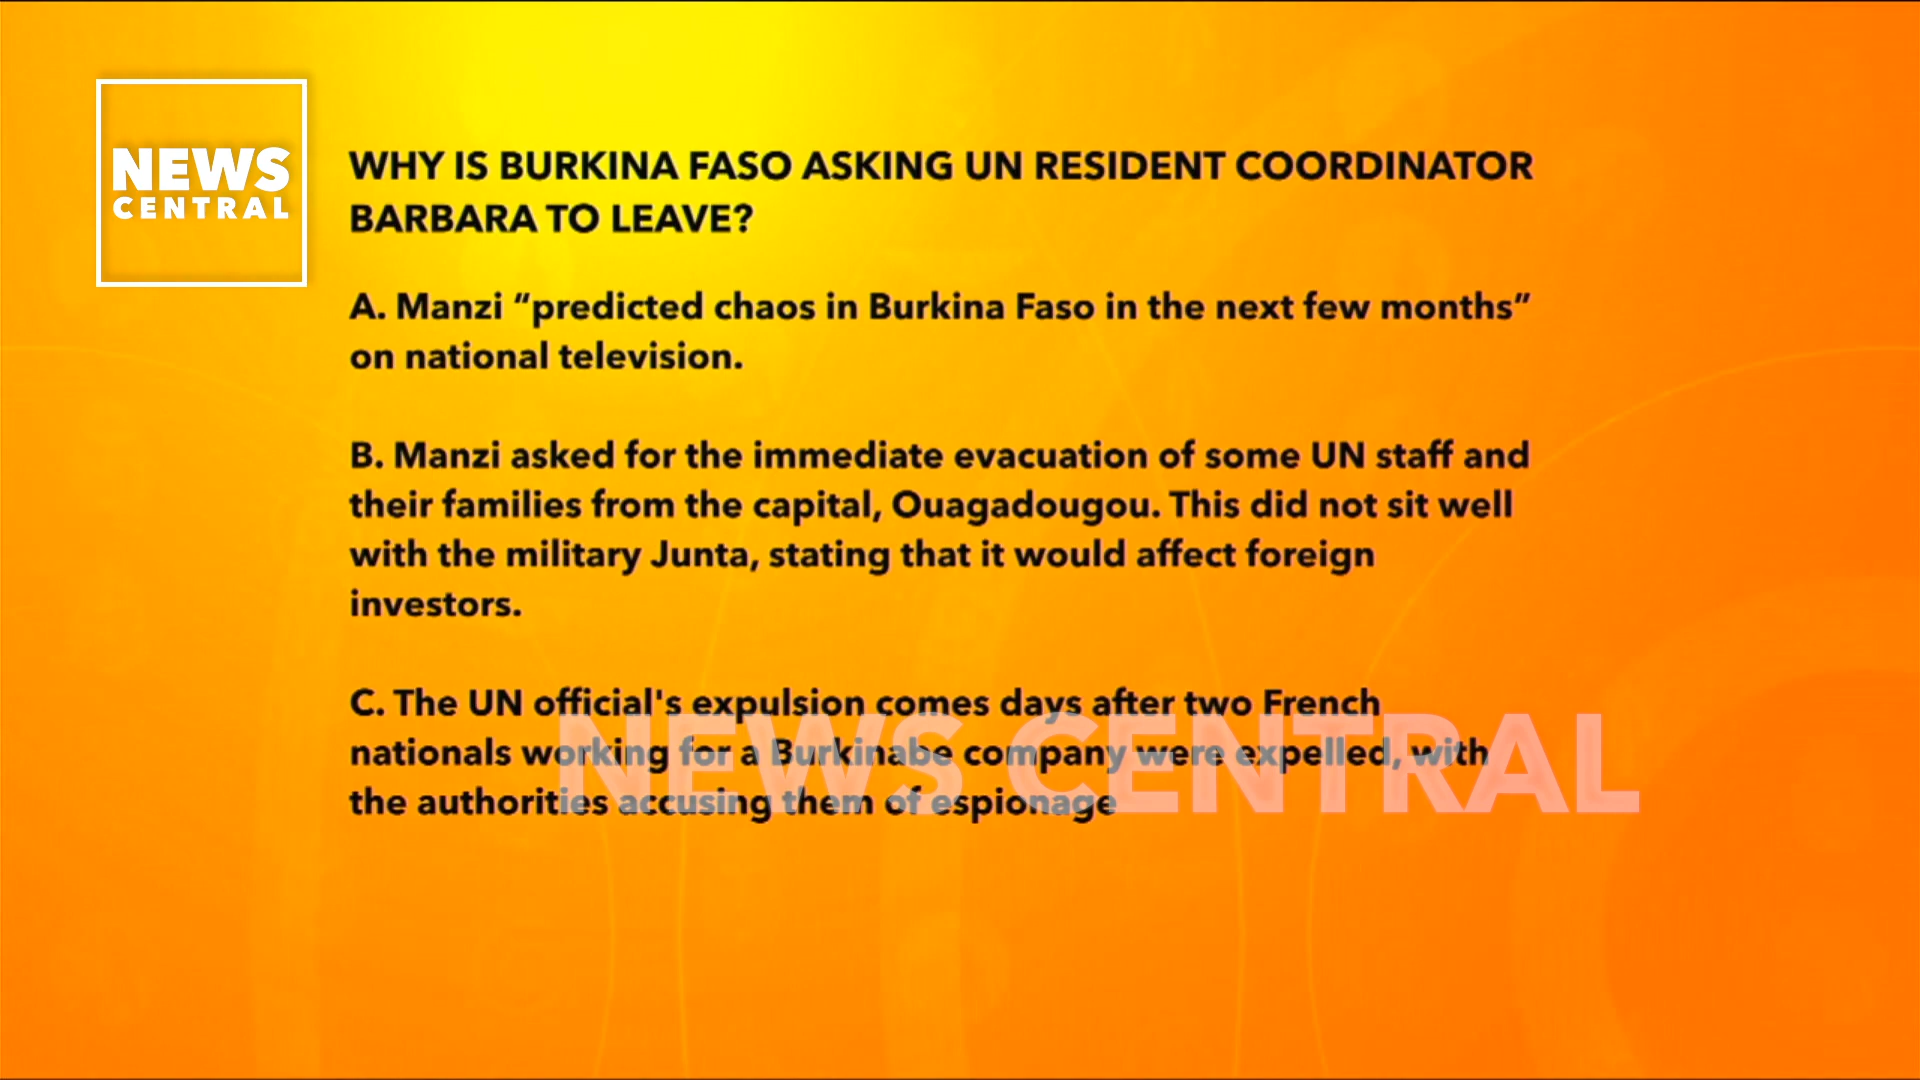 NEWS
CENTRAL
WHY IS BURKINA FASO ASKING UN RESIDENT COORDINATOR
BARBARA TO LEAVE?
A. Manzi “predicted chaos in Burkina Faso in the next few months”
on national television.
B. Manzi asked for the immediate evacuation of some UN staff and
their families from the capital, Ouagadougou. This did not sit well
with the military Junta, stating that it would affect foreign
investors.
C. The UN official's expulsion comes days after two French
nationals working for a Burkinabe company were expelled, with
the authorities accusing them of espionage
NEWS CENTRAL